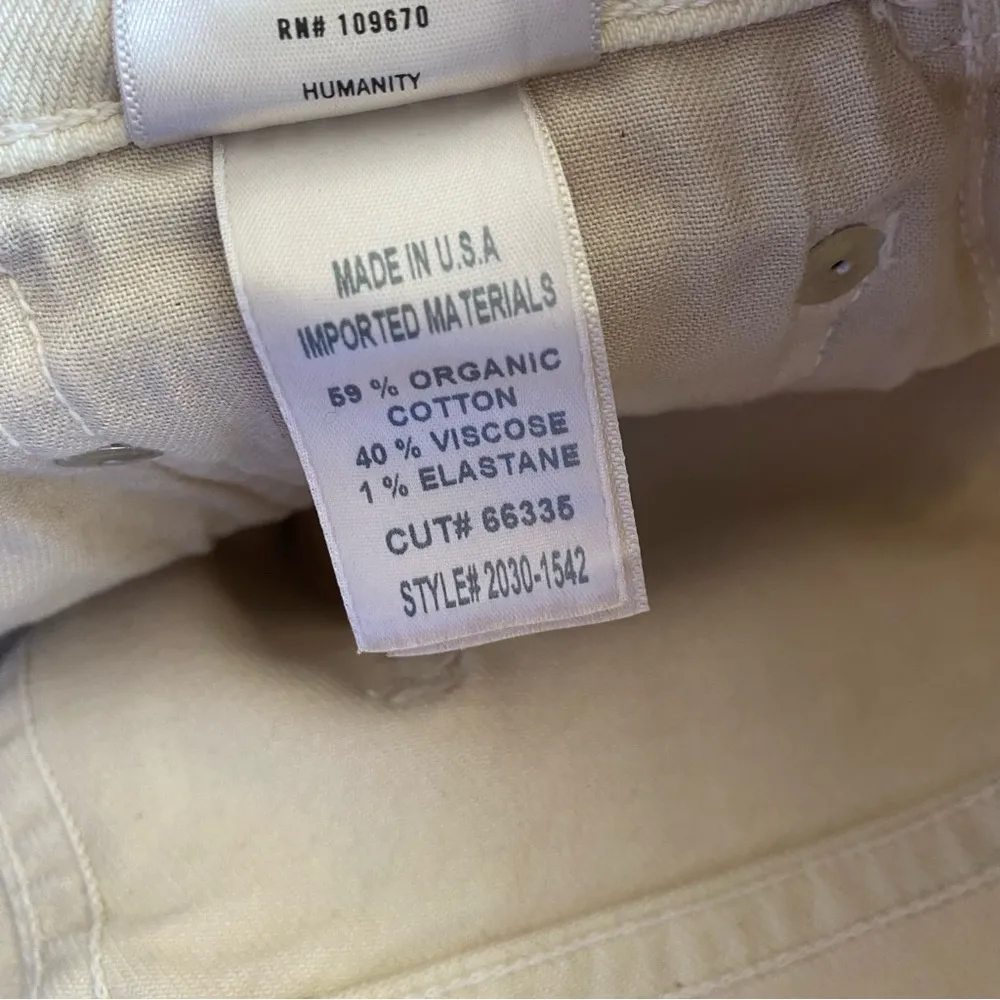 RN# 109670
HUMANITY
MADE IN U.S.A
IMPORTED MATERIALS
59 % ORGANIC
COTTON
40 % VISCOSE
1 % ELASTANE
CUT# 66335
STYLE# 2030-1542